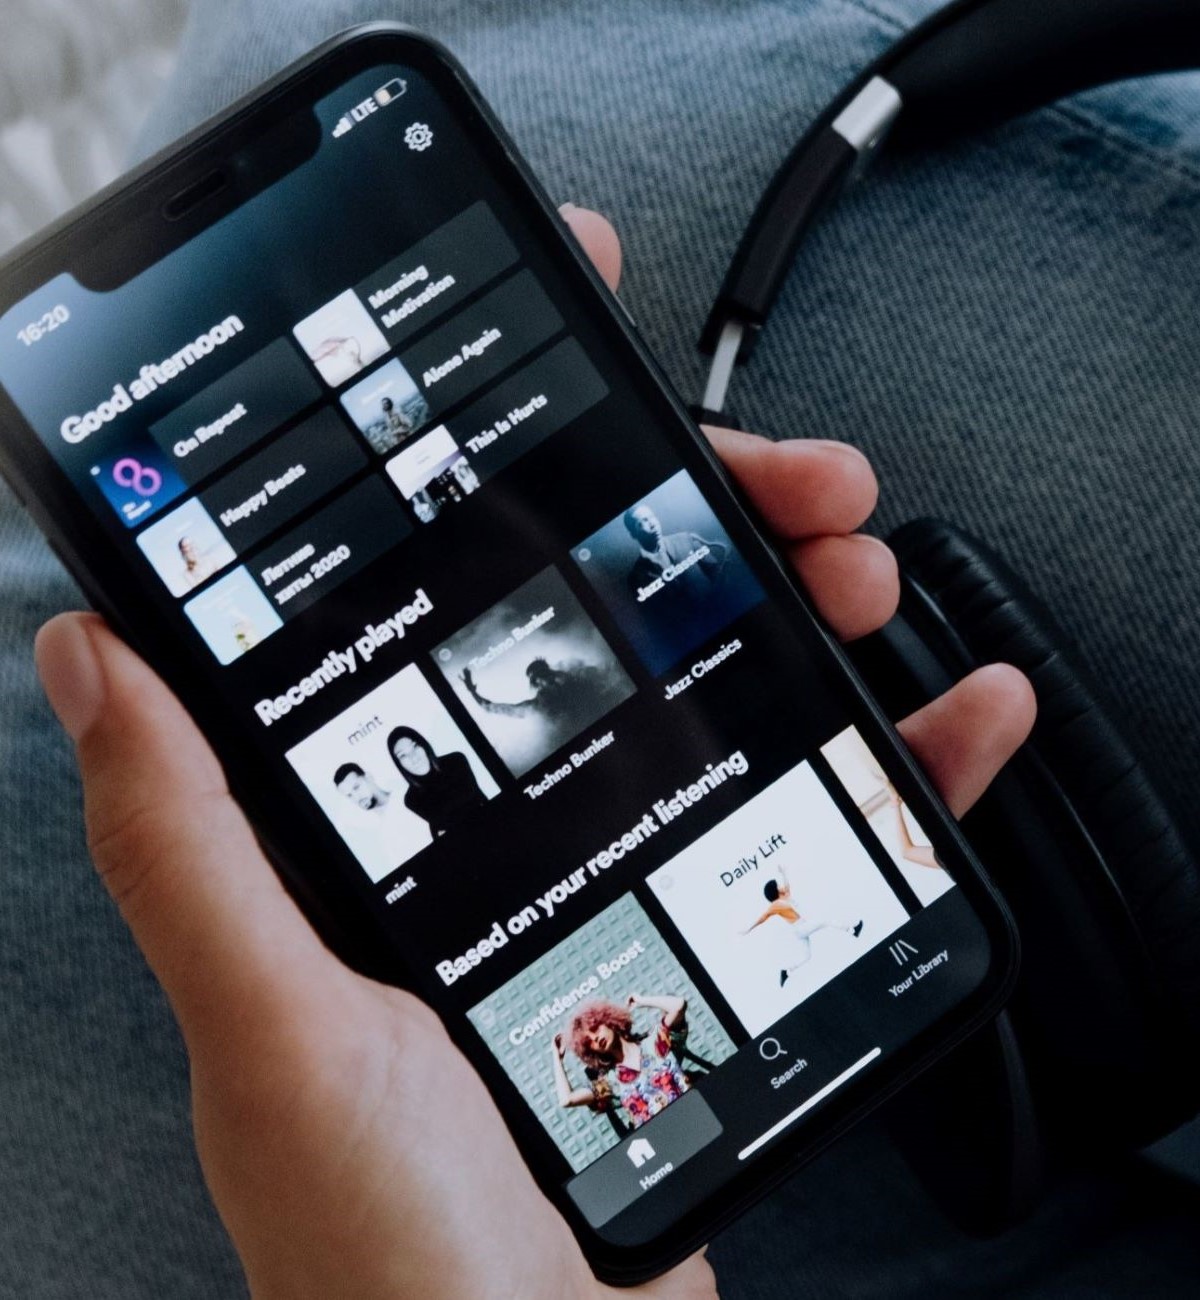 16:20
LTE
Good afternoon
On Repeat
Morning
Motivation
Happy Beats
Alone Again
Летние
хиты 2020
This Is Hurts
Recently played
mint
Techno Bunker
Jazz Classics
mint
Techno Bunker
Jazz Classics
Based on your recent listening
Confidence Boost
Daily Lift
Home
Search
Your Library